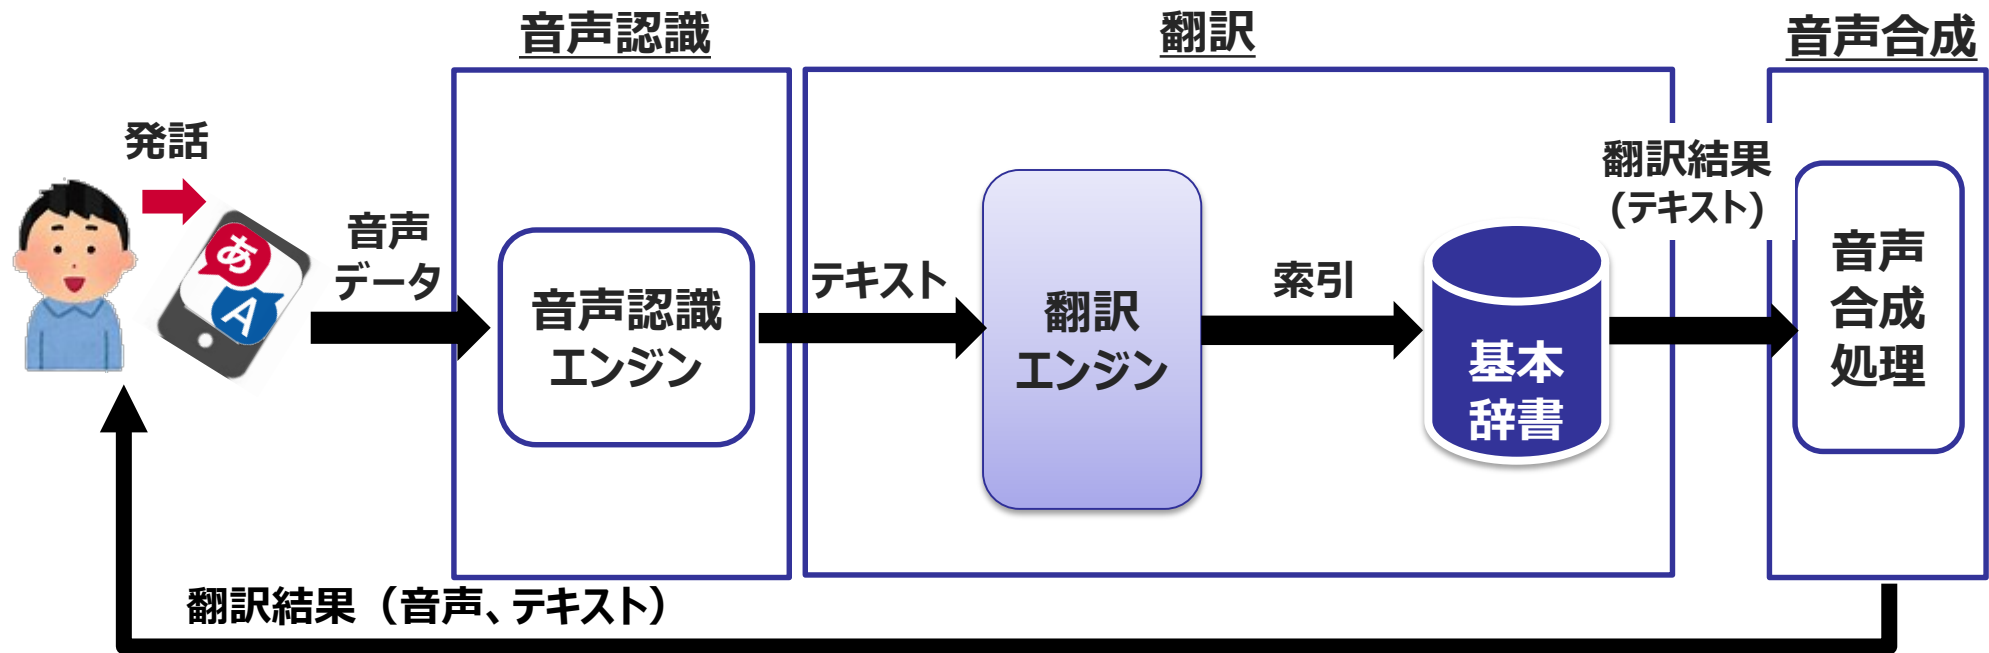 音声認識
翻訳
音声合成
発話
あ
A
音声
データ
音声認識
エンジン
テキスト
翻訳
エンジン
索引
基本
辞書
翻訳結果
(テキスト)
音声
合成
処理
翻訳結果（音声、テキスト）